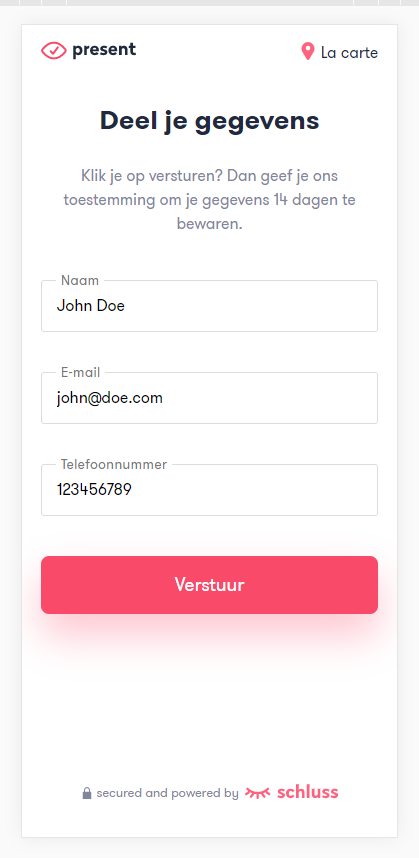 present
La carte
Deel je gegevens
Klik je op versturen? Dan geef je ons
toestemming om je gegevens 14 dagen te
bewaren.
Naam
John Doe
E-mail
john@doe.com
Telefoonnummer
123456789
Verstuur
secured and powered by schluss